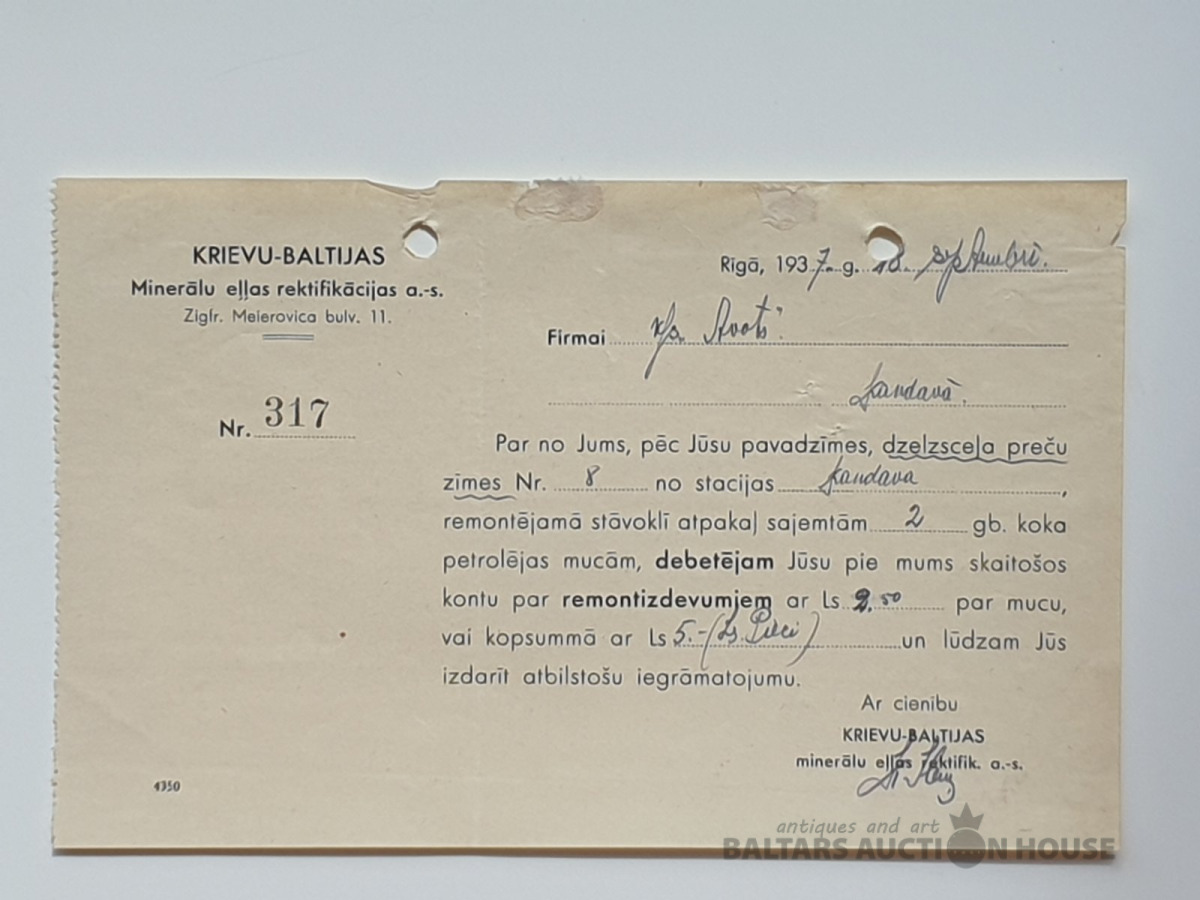 KRIEVU-BALTIJAS
Minerālu eļļas rektifikācijas a.-s.
Zigfr. Meierovica bulv. 11.
Nr. 317
Rīgā, 1937. g. 18. septembrī.
Firmai Avots"
Kandavā.
Par no Jums, pēc Jūsu pavadzīmes, dzelzsceļa preču
zīmes Nr. 8 no stacijas Kandava,
remontējamā stāvoklī atpakaļ saņemtām 2 gb. koka
petrolējas mucām, debetējam Jūsu pie mums skaitošos
kontu par remontizdevumiem ar Ls 2.50 par mucu,
vai kopsummā ar Ls 5.- (Ls. Pieci) un lūdzam Jūs
izdarīt atbilstošu iegrāmatojumu.
Ar cienību
KRIEVU-BALTIJAS
minerālu eļļas rektifik. a.-s.
4350
antiques and art
BALTARS AUCTION HOUSE